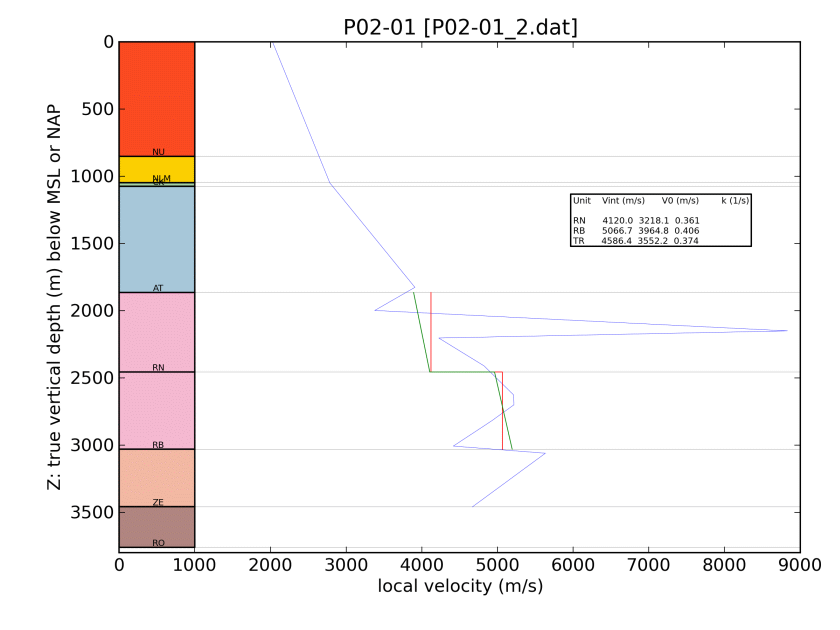 P02-01 [P02-01_2.dat]
Z: true vertical depth (m) below MSL or NAP
0
500
1000
1500
2000
2500
3000
3500
NU
NLM
CK
AT
RN
RB
ZE
RO
Unit Vint (m/s) V0 (m/s) k (1/s)
RN 4120.0 3218.1 0.361
RB 5066.7 3964.8 0.406
TR 4586.4 3552.2 0.374
0 1000 2000 3000 4000 5000 6000 7000 8000 9000
local velocity (m/s)